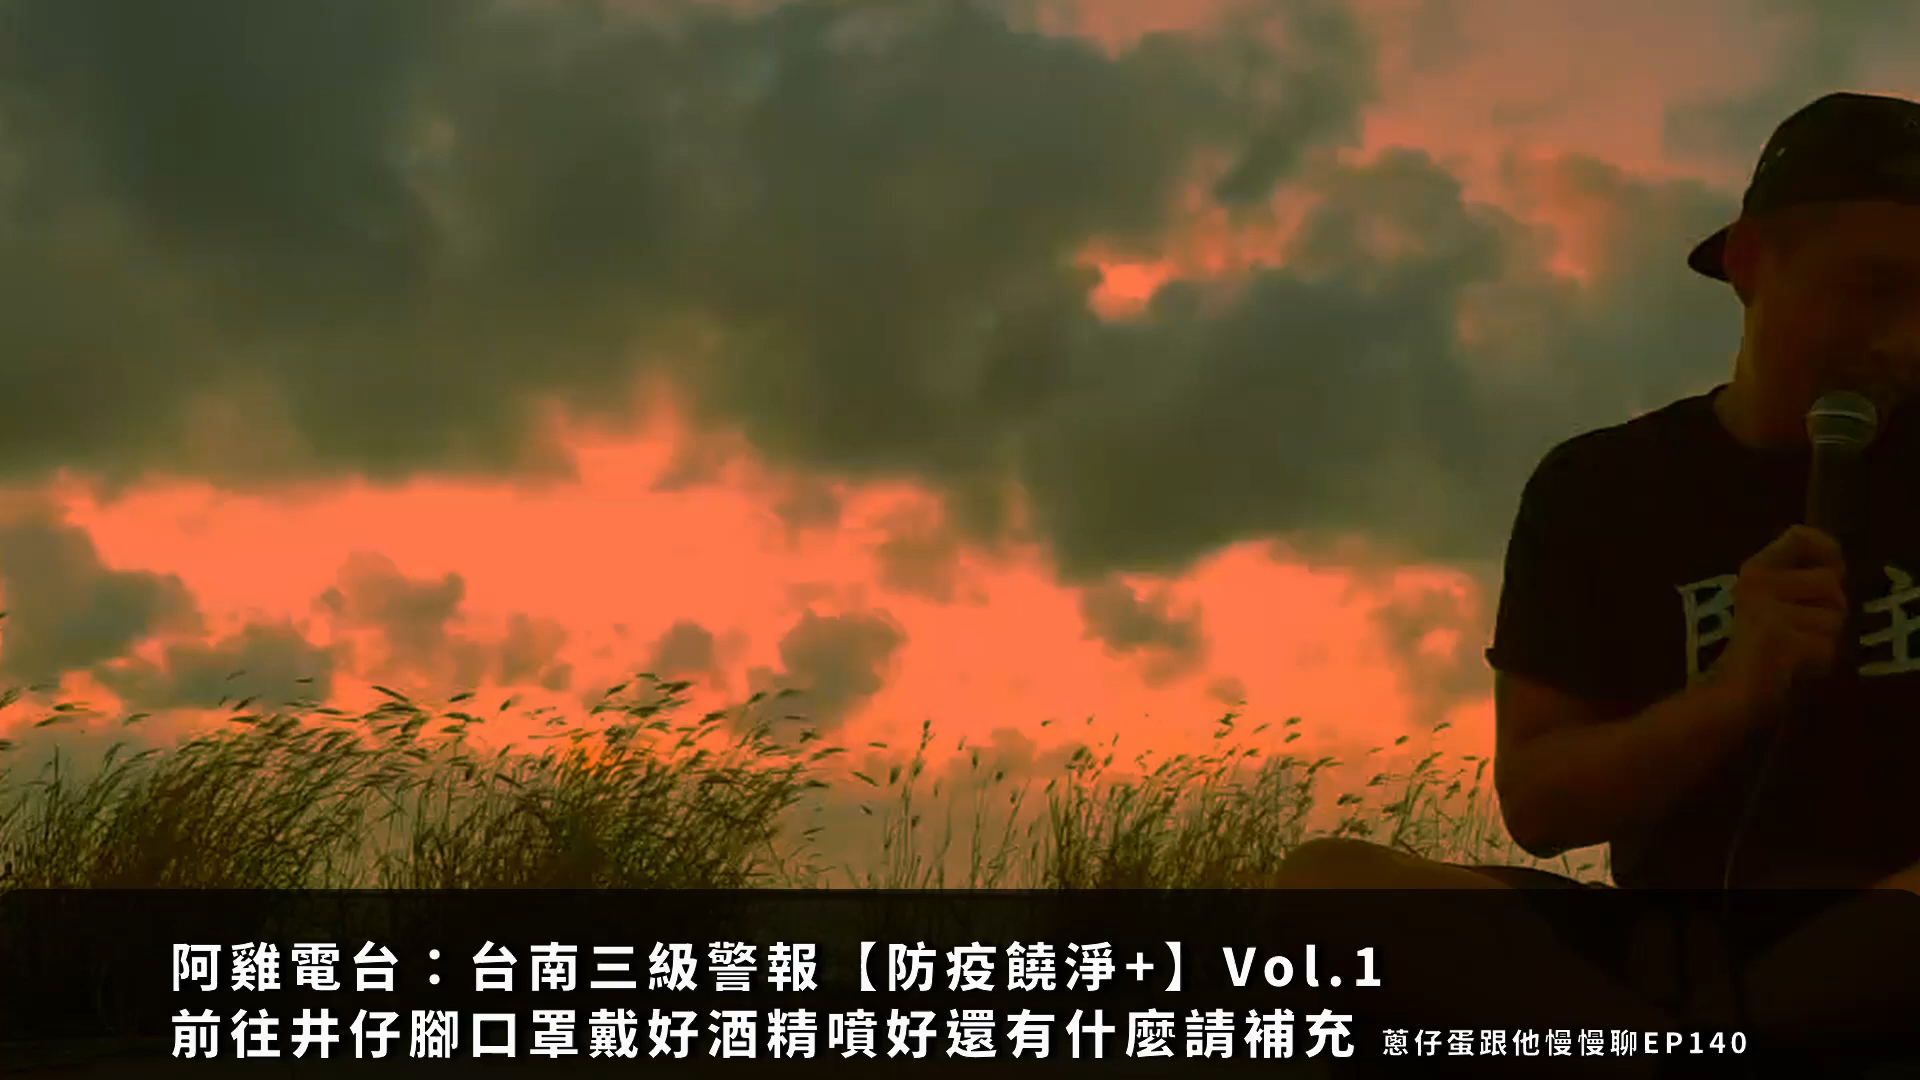 主
阿雞電台：台南三級警報【防疫饒淨+】Vol.1
前往井仔腳口罩戴好酒精噴好還有什麼請補充 蔥仔蛋跟他慢慢聊EP140